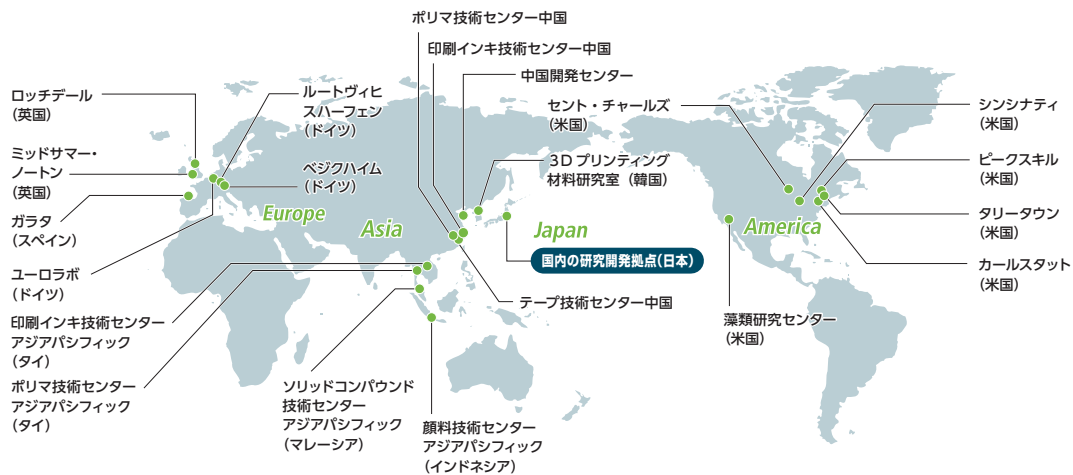 ポリマ技術センター中国
印刷インキ技術センター中国
中国開発センター
ロッチデール
(英国)
ルートヴィヒ
スハーフェン
(ドイツ)
セント・チャールズ
(米国)
シンシナティ
(米国)
ミッドサマー・
ノートン
(英国)
ベジクハイム
(ドイツ)
3Dプリンティング
材料研究室（韓国）
ピークスキル
(米国)
ガラタ
(スペイン)
Europe
Asia
Japan
America
タリータウン
(米国)
国内の研究開発拠点(日本)
ユーロラボ
(ドイツ)
カールスタット
(米国)
テープ技術センター中国
印刷インキ技術センター
アジアパシフィック
(タイ)
藻類研究センター
(米国)
ポリマ技術センター
アジアパシフィック
(タイ)
ソリッドコンパウンド
技術センター
アジアパシフィック
(マレーシア)
顔料技術センター
アジアパシフィック
(インドネシア)